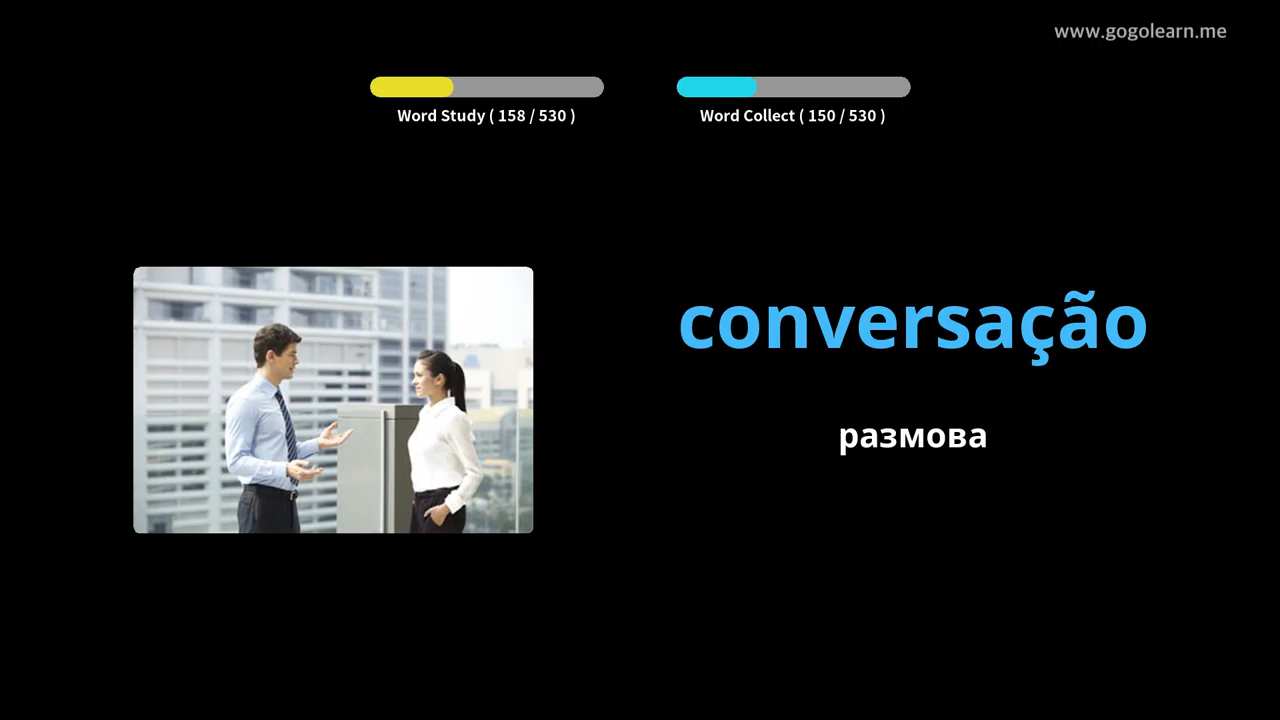 www.gogolearn.me
Word Study ( 158 / 530 )
Word Collect ( 150 / 530 )
conversação
размова